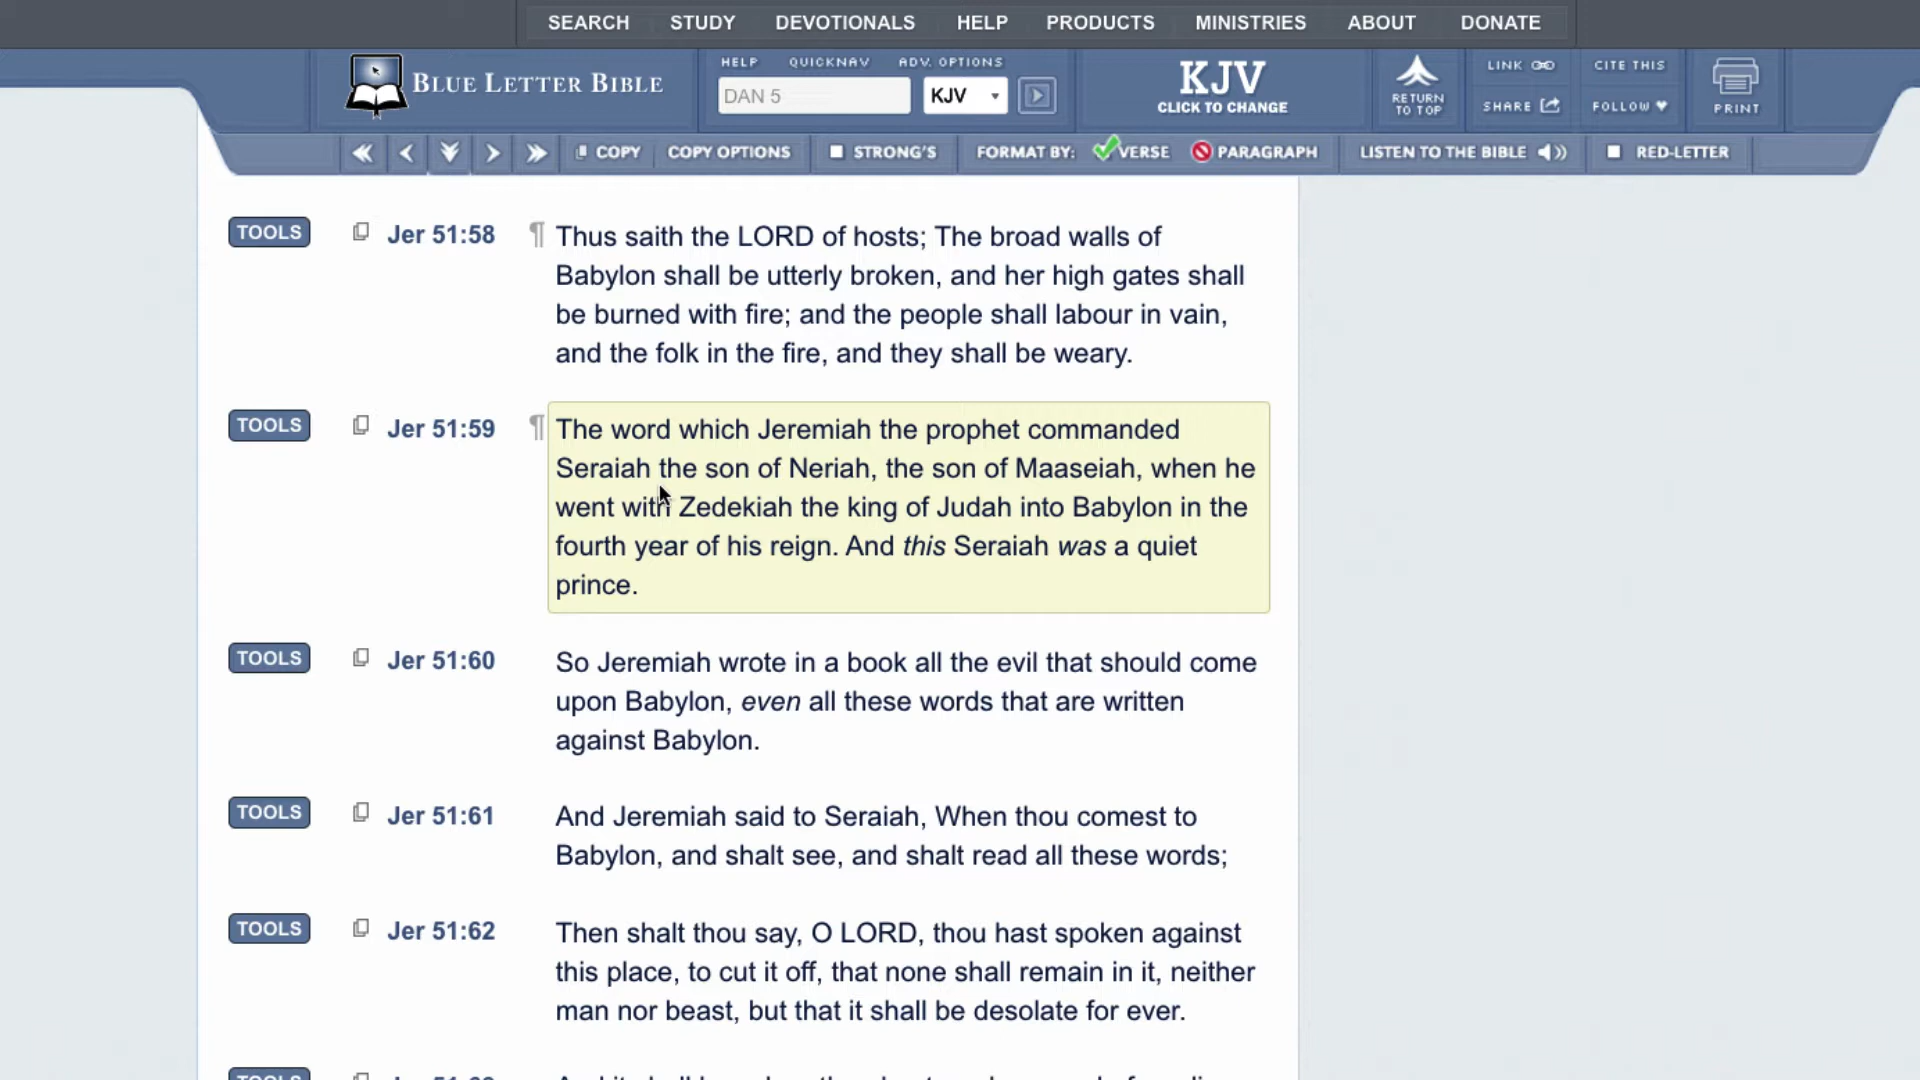 SEARCH STUDY DEVOTIONALS HELP PRODUCTS MINISTRIES ABOUT DONATE
BLUE LETTER BIBLE
HELP QUICKNAV ADV. OPTIONS
DAN 5
KJV
KJV
CLICK TO CHANGE
RETURN
TO TOP
LINK
SHARE
CITE THIS
FOLLOW
PRINT
COPY COPY OPTIONS STRONG'S FORMAT BY: VERSE PARAGRAPH LISTEN TO THE BIBLE RED-LETTER
TOOLS Jer 51:58 ¶ Thus saith the LORD of hosts; The broad walls of
Babylon shall be utterly broken, and her high gates shall
be burned with fire; and the people shall labour in vain,
and the folk in the fire, and they shall be weary.
TOOLS Jer 51:59 ¶ The word which Jeremiah the prophet commanded
Seraiah the son of Neriah, the son of Maaseiah, when he
went with Zedekiah the king of Judah into Babylon in the
fourth year of his reign. And this Seraiah was a quiet
prince.
TOOLS Jer 51:60 So Jeremiah wrote in a book all the evil that should come
upon Babylon, even all these words that are written
against Babylon.
TOOLS Jer 51:61 And Jeremiah said to Seraiah, When thou comest to
Babylon, and shalt see, and shalt read all these words;
TOOLS Jer 51:62 Then shalt thou say, O LORD, thou hast spoken against
this place, to cut it off, that none shall remain in it, neither
man nor beast, but that it shall be desolate for ever.
TOOLS